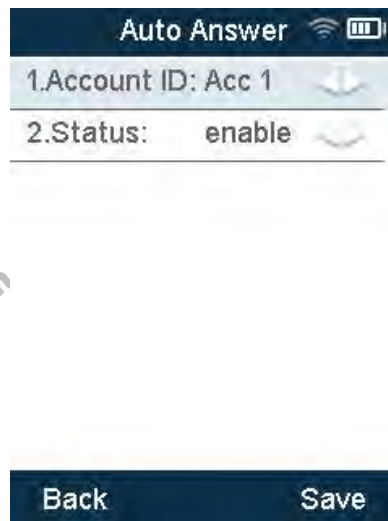 Auto Answer
1.Account ID: Acc 1
2.Status: enable
Back Save